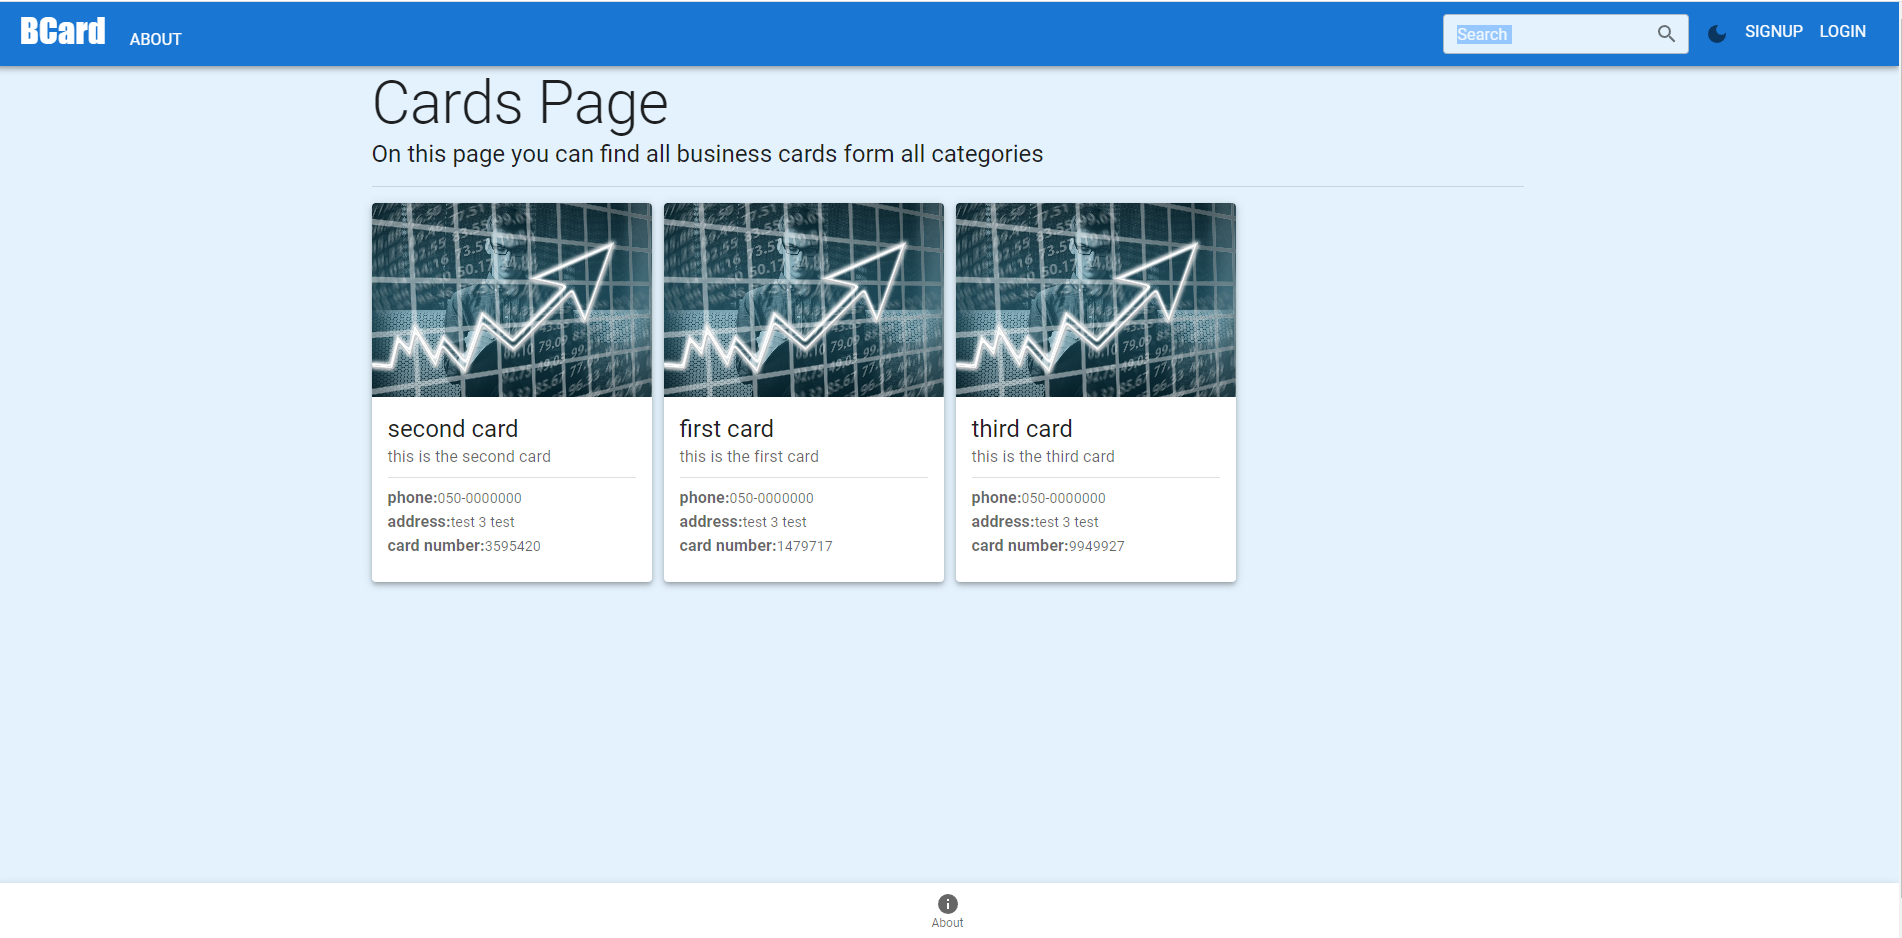 BCard ABOUT Search SIGNUP LOGIN
Cards Page
On this page you can find all business cards form all categories
second card
this is the second card
phone:050-0000000
address:test 3 test
card number:3595420
first card
this is the first card
phone:050-0000000
address:test 3 test
card number:1479717
third card
this is the third card
phone:050-0000000
address:test 3 test
card number:9949927
About